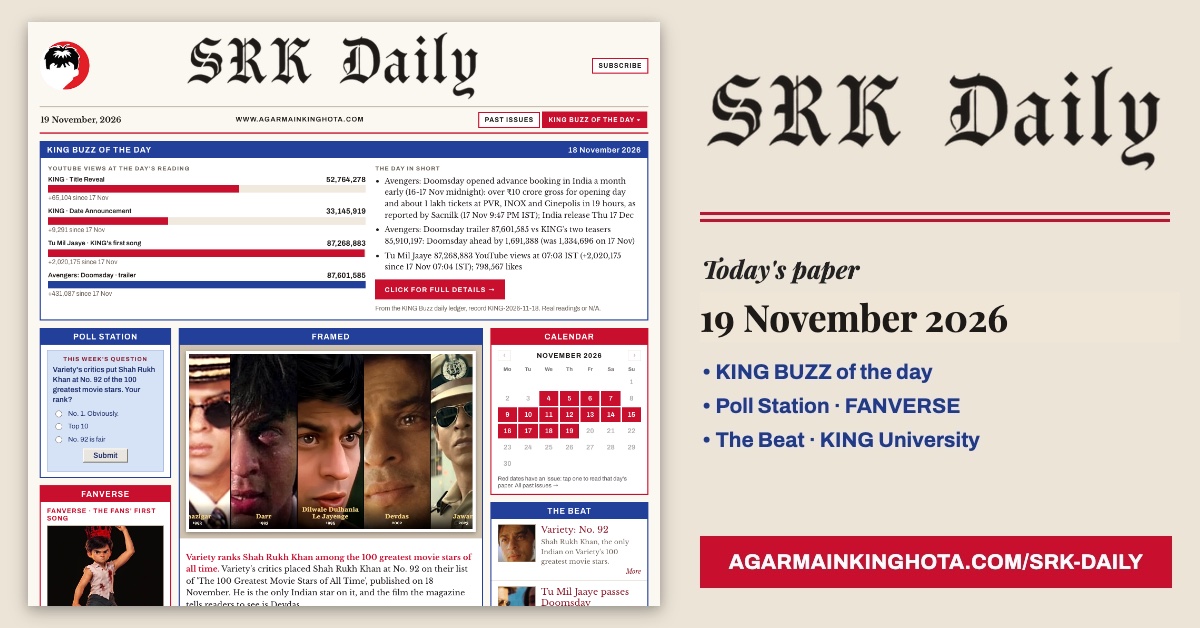 SRK Daily
SUBSCRIBE
19 November, 2026
WWW.AGARMAINKINGHOTA.COM
PAST ISSUES
KING BUZZ OF THE DAY
KING BUZZ OF THE DAY
18 November 2026
YOUTUBE VIEWS AT THE DAY'S READING
KING · Title Reveal
52,764,278
+65,104 since 17 Nov
KING · Date Announcement
33,145,919
+9,291 since 17 Nov
Tu Mil Jaaye · KING's first song
87,268,883
+2,020,175 since 17 Nov
Avengers: Doomsday · trailer
87,601,585
+431,087 since 17 Nov
THE DAY IN SHORT
• Avengers: Doomsday opened advance booking in India a month
early (16-17 Nov midnight): over ₹10 crore gross for opening day
and about 1 lakh tickets at PVR, INOX and Cinepolis in 19 hours, as
reported by Sacnilk (17 Nov 9:47 PM IST); India release Thu 17 Dec
• Avengers: Doomsday trailer 87,601,585 vs KING's two teasers
85,910,197: Doomsday ahead by 1,691,388 (was 1,334,696 on 17 Nov)
• Tu Mil Jaaye 87,268,883 YouTube views at 07:03 IST (+2,020,175
since 17 Nov 07:04 IST); 798,567 likes
CLICK FOR FULL DETAILS →
From the KING Buzz daily ledger, record KING-2026-11-18. Real readings or N/A.
POLL STATION
THIS WEEK'S QUESTION
Variety's critics put Shah Rukh
Khan at No. 92 of the 100
greatest movie stars. Your
rank?
No. 1. Obviously.
Top 10
No. 92 is fair
Submit
FANVERSE
FANVERSE · THE FANS' FIRST
SONG
FRAMED
Darr
1993
Dilwale Dulhania
Le Jayenge
1995
Devdas
2002
Variety ranks Shah Rukh Khan among the 100 greatest movie stars of
all time. Variety's critics placed Shah Rukh Khan at No. 92 on their list
of 'The 100 Greatest Movie Stars of All Time', published on 18
November. He is the only Indian star on it, and the film the magazine
tells readers to see is Devdas.
CALENDAR
‹ NOVEMBER 2026 ›
Mo Tu We Th Fr Sa Su
1
2 3 4 5 6 7 8
9 10 11 12 13 14 15
16 17 18 19 20 21 22
23 24 25 26 27 28 29
30
Red dates have an issue: tap one to read that day's
paper. All past issues →
THE BEAT
Variety: No. 92
Shah Rukh Khan, the only
Indian on Variety's 100
greatest movie stars.
More
Tu Mil Jaaye passes
Doomsday
SRK Daily
Today's paper
19 November 2026
• KING BUZZ of the day
• Poll Station · FANVERSE
• The Beat · KING University
AGARMAINKINGHOTA.COM/SRK-DAILY